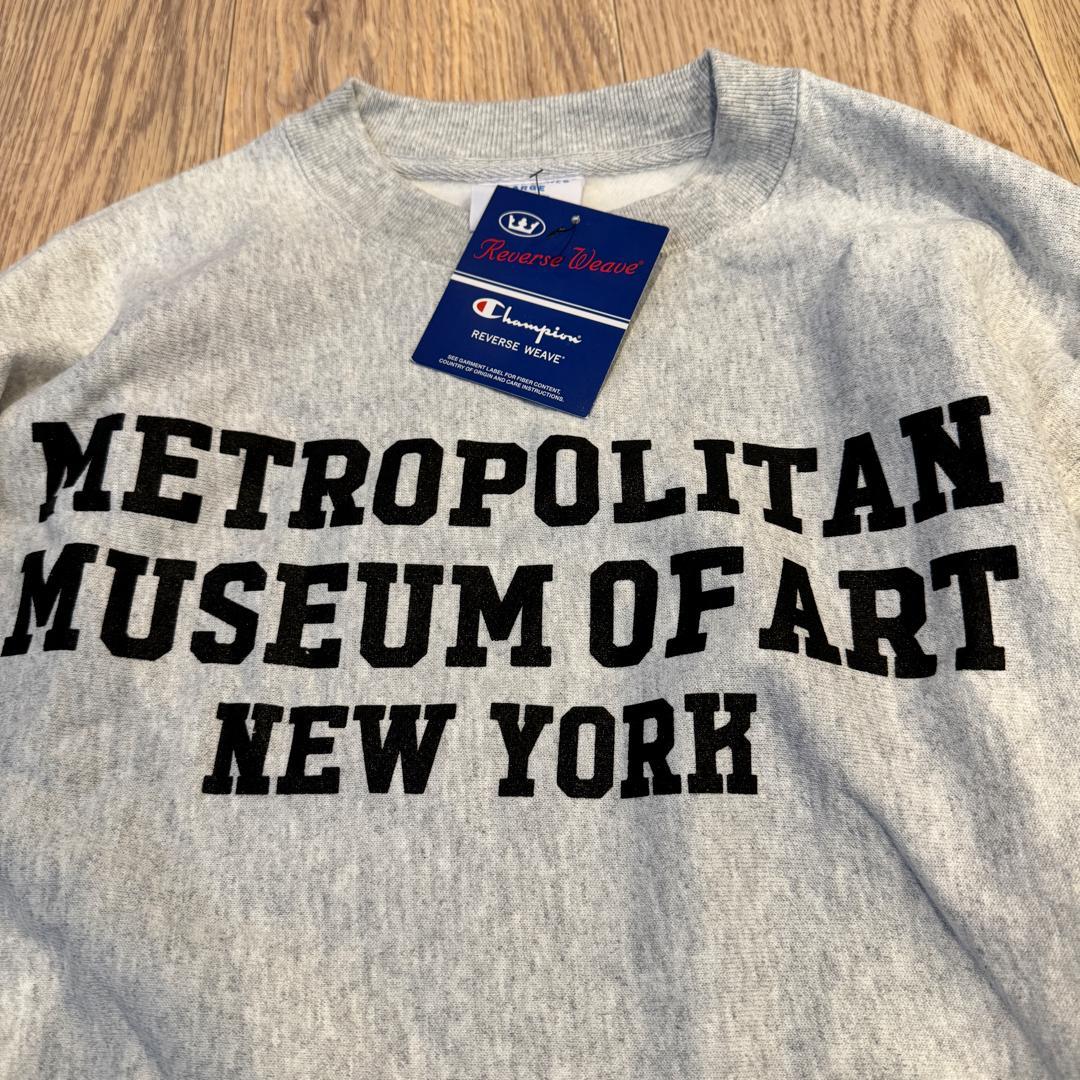 LARGE
Reverse Weave®
Champion®
REVERSE WEAVE®
SEE GARMENT LABEL FOR FIBER CONTENT,
COUNTRY OF ORIGIN AND CARE INSTRUCTIONS.
METROPOLITAN
MUSEUM OF ART
NEW YORK